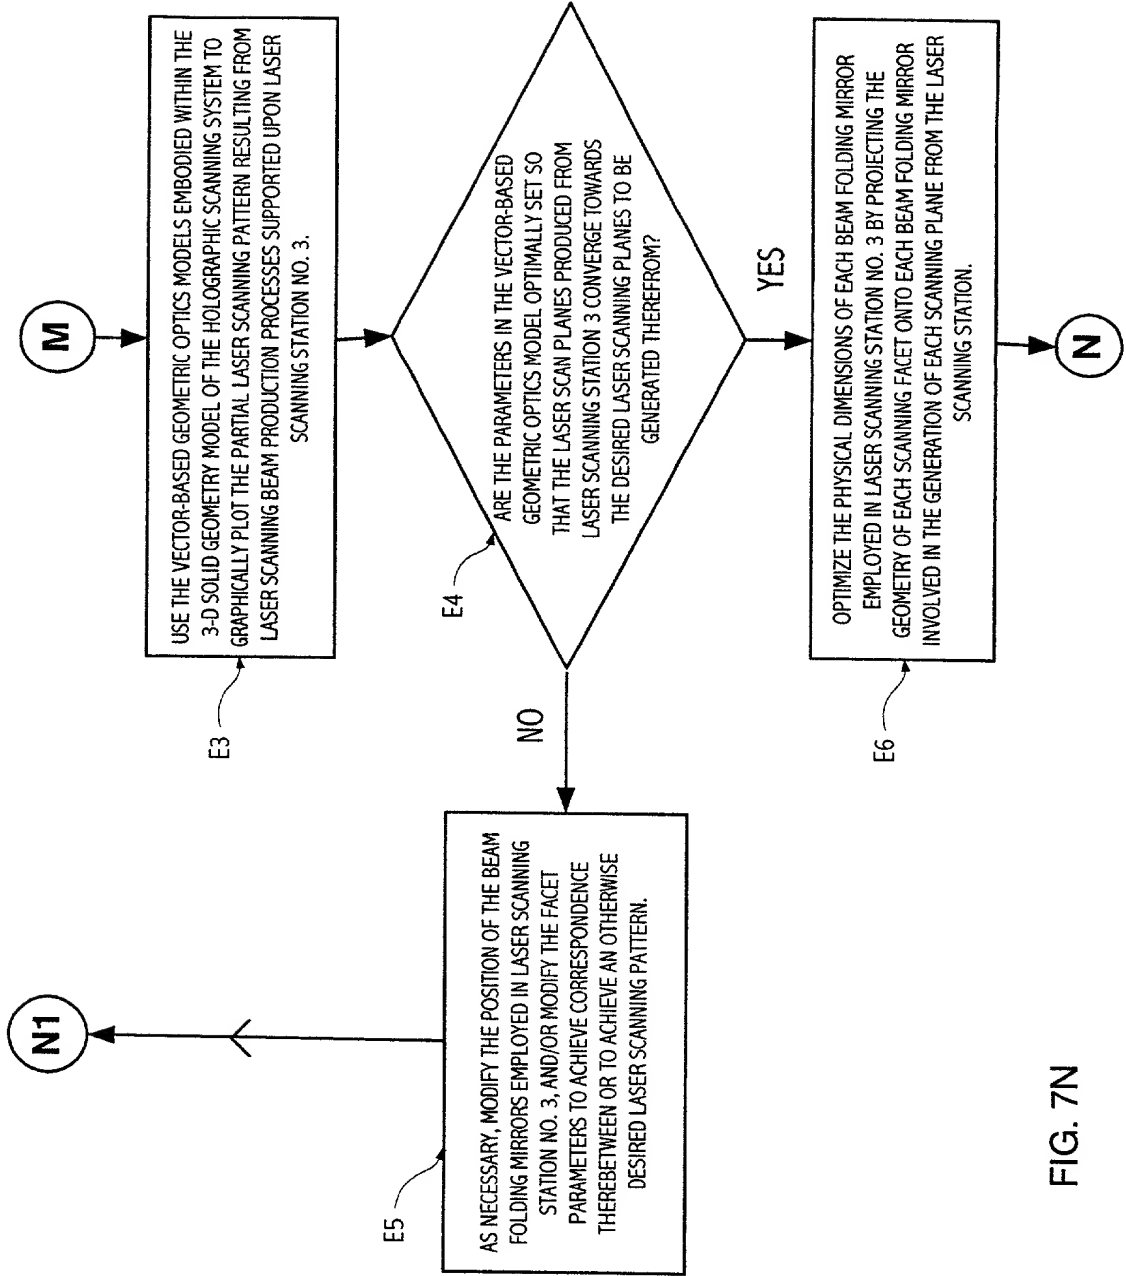 M
USE THE VECTOR-BASED GEOMETRIC OPTICS MODELS EMBODIED WITHIN THE
3-D SOLID GEOMETRY MODEL OF THE HOLOGRAPHIC SCANNING SYSTEM TO
GRAPHICALLY PLOT THE PARTIAL LASER SCANNING PATTERN RESULTING FROM
LASER SCANNING BEAM PRODUCTION PROCESSES SUPPORTED UPON LASER
SCANNING STATION NO. 3.
E3
ARE THE PARAMETERS IN THE VECTOR-BASED
GEOMETRIC OPTICS MODEL OPTIMALLY SET SO
THAT THE LASER SCAN PLANES PRODUCED FROM
LASER SCANNING STATION 3 CONVERGE TOWARDS
THE DESIRED LASER SCANNING PLANES TO BE
GENERATED THEREFROM?
E4
NO
YES
N1
AS NECESSARY, MODIFY THE POSITION OF THE BEAM
FOLDING MIRRORS EMPLOYED IN LASER SCANNING
STATION NO. 3, AND/OR MODIFY THE FACET
PARAMETERS TO ACHIEVE CORRESPONDENCE
THEREBETWEEN OR TO ACHIEVE AN OTHERWISE
DESIRED LASER SCANNING PATTERN.
E5
OPTIMIZE THE PHYSICAL DIMENSIONS OF EACH BEAM FOLDING MIRROR
EMPLOYED IN LASER SCANNING STATION NO. 3 BY PROJECTING THE
GEOMETRY OF EACH SCANNING FACET ONTO EACH BEAM FOLDING MIRROR
INVOLVED IN THE GENERATION OF EACH SCANNING PLANE FROM THE LASER
SCANNING STATION.
E6
N
FIG. 7N